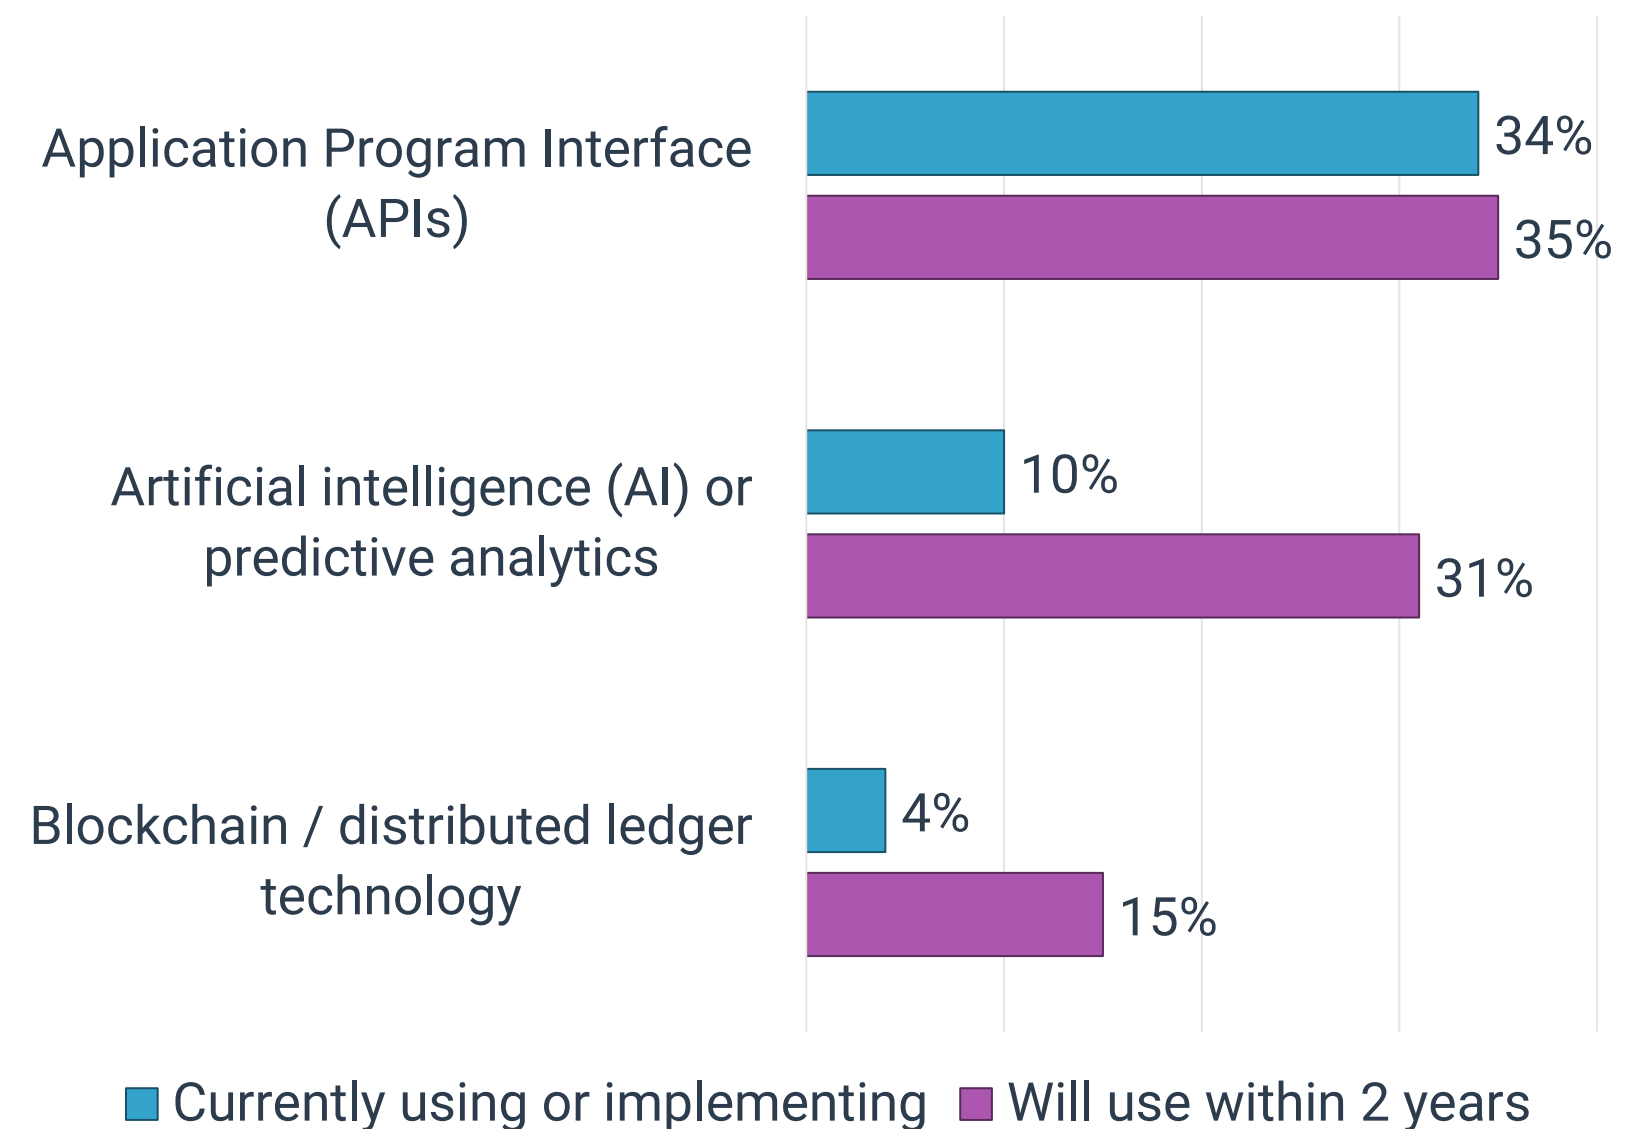 Application Program Interface
(APIs)
34%
35%
Artificial intelligence (AI) or
predictive analytics
10%
31%
Blockchain / distributed ledger
technology
4%
15%
Currently using or implementing
Will use within 2 years